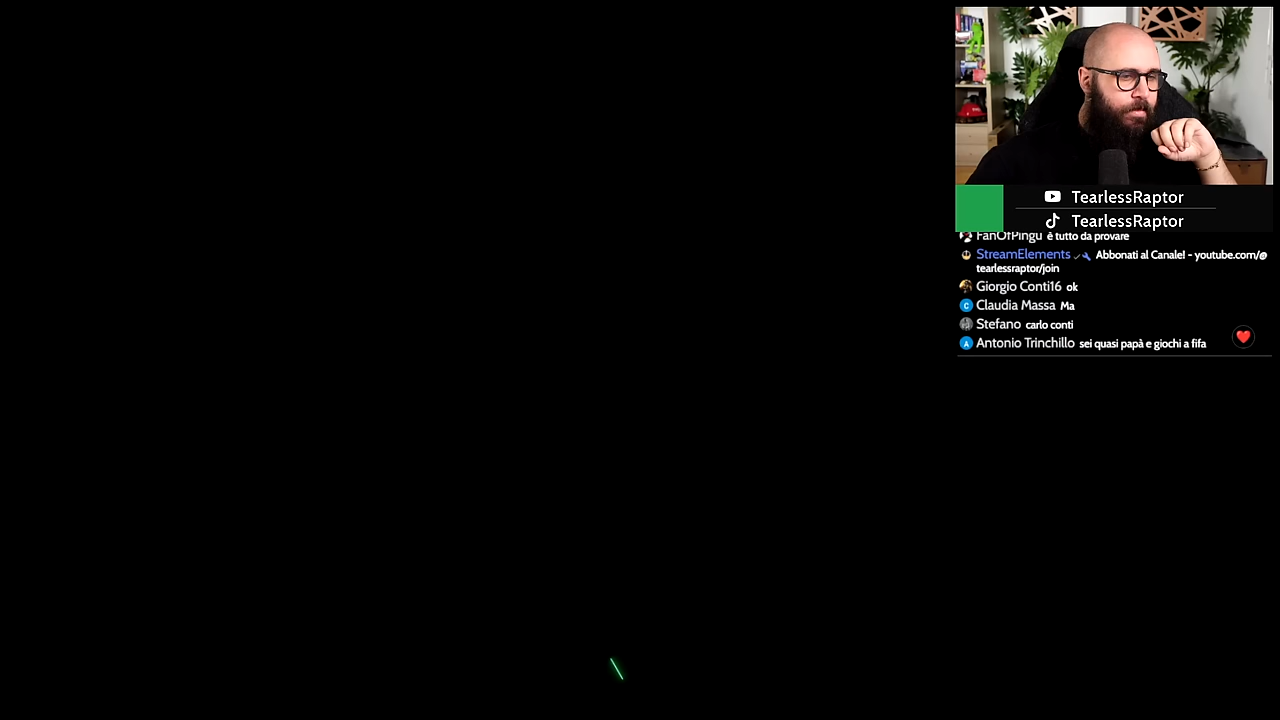 TearlessRaptor
TearlessRaptor
FanOfPingu è tutto da provare
StreamElements Abbonati al Canale! - youtube.com/@
tearlessraptor/join
Giorgio Conti16 ok
C Claudia Massa Ma
Stefano carlo conti
A Antonio Trinchillo sei quasi papà e giochi a fifa